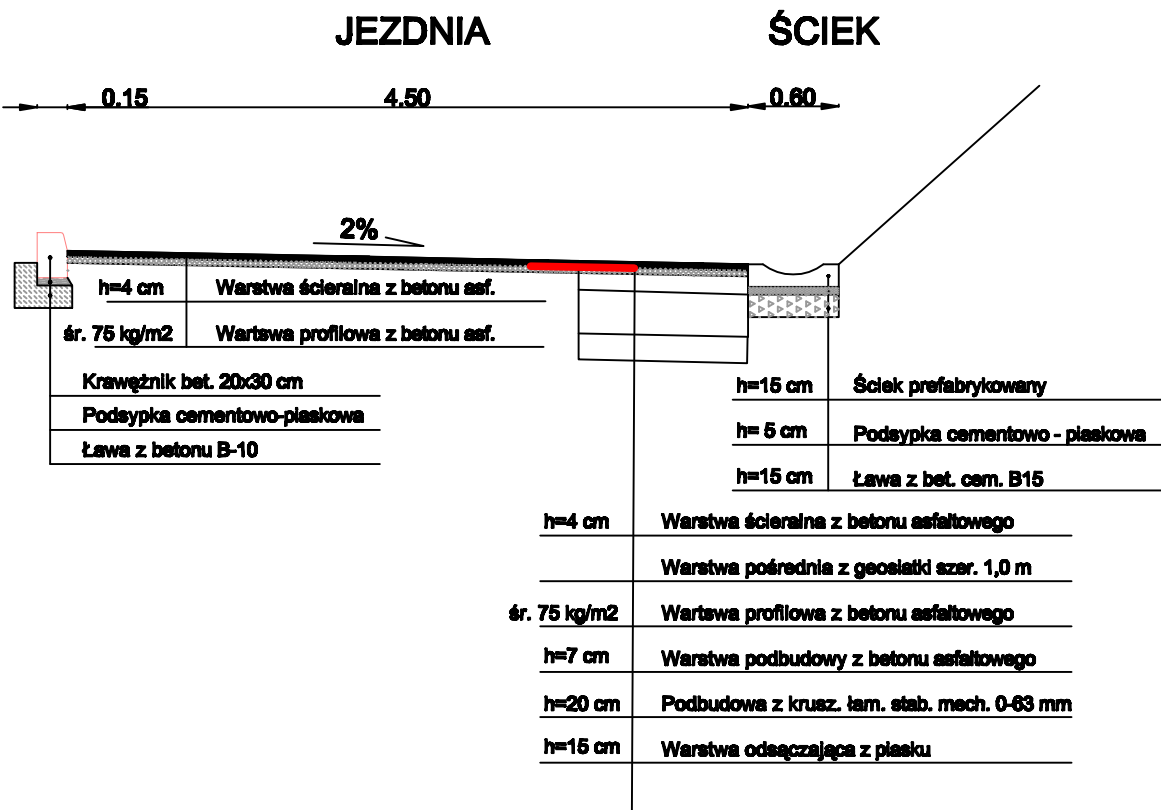 JEZDNIA ŚCIEK
0.15 4.50 0.60
2%
h=4 cm Warstwa ścieralna z betonu asf.
śr. 75 kg/m2 Wartswa profilowa z betonu asf.
Krawężnik bet. 20x30 cm
Podsypka cementowo-piaskowa
Ława z betonu B-10
h=15 cm Ściek prefabrykowany
h= 5 cm Podsypka cementowo - piaskowa
h=15 cm Ława z bet. cem. B15
h=4 cm Warstwa ścieralna z betonu asfaltowego
Warstwa pośrednia z geosiatki szer. 1,0 m
śr. 75 kg/m2 Wartswa profilowa z betonu asfaltowego
h=7 cm Warstwa podbudowy z betonu asfaltowego
h=20 cm Podbudowa z krusz. łam. stab. mech. 0-63 mm
h=15 cm Warstwa odsączająca z piasku